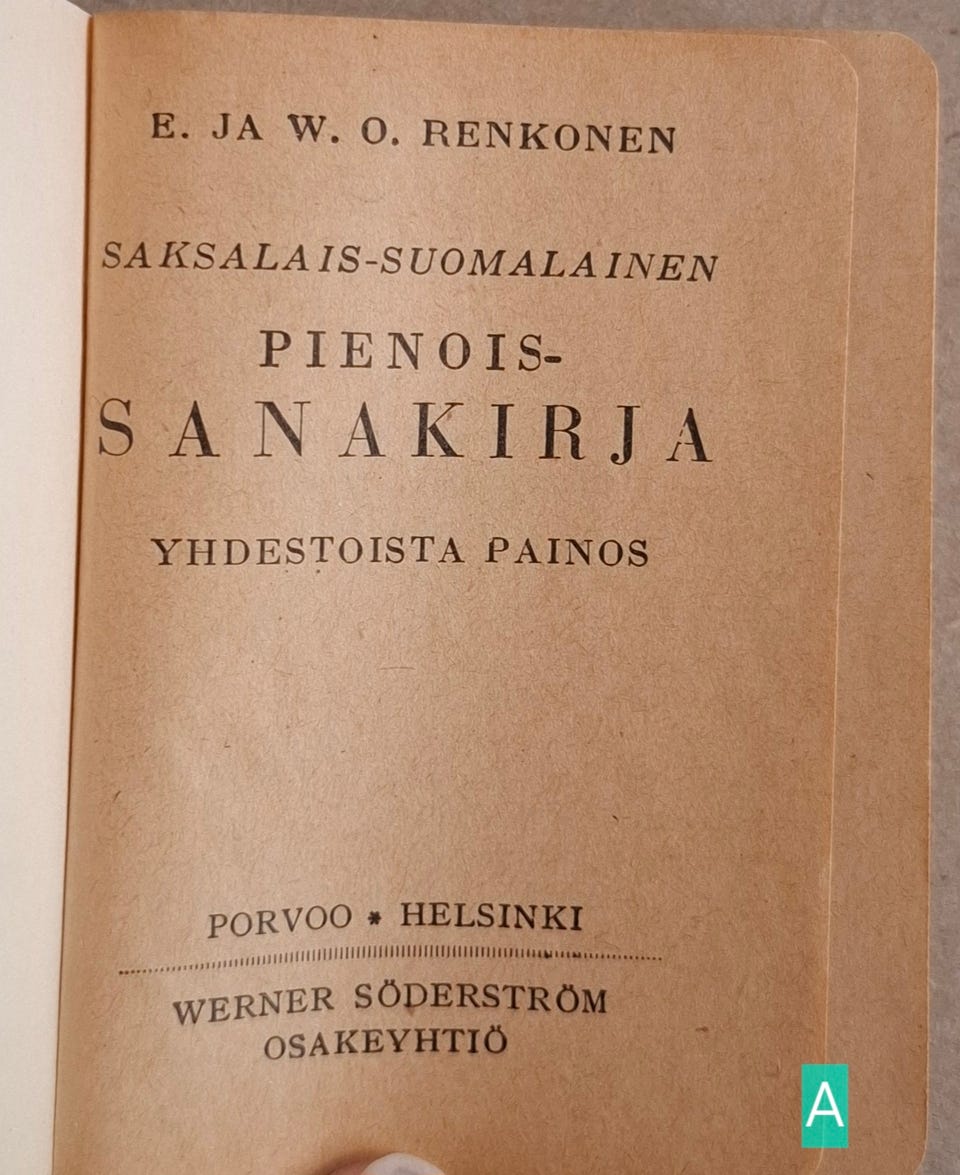 E. JA W. O. RENKONEN
SAKSALAIS-SUOMALAINEN
PIENOIS-
SANAKIRJA
YHDESTOISTA PAINOS
PORVOO * HELSINKI
WERNER SÖDERSTRÖM
OSAKEYHTIÖ
A